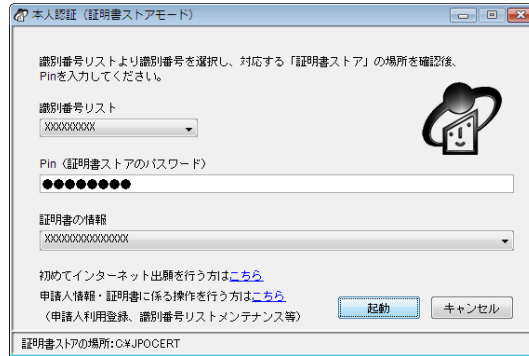 本人認証（証明書ストアモード）
識別番号リストより識別番号を選択し、対応する「証明書ストア」の場所を確認後、
Pinを入力してください。
識別番号リスト
XXXXXXXXX
Pin（証明書ストアのパスワード）
●●●●●●●●
証明書の情報
XXXXXXXXXXXXXX
初めてインターネット出願を行う方はこちら
申請人情報・証明書に係る操作を行う方はこちら
（申請人利用登録、識別番号リストメンテナンス等）
起動
キャンセル
証明書ストアの場所:C¥JPOCERT